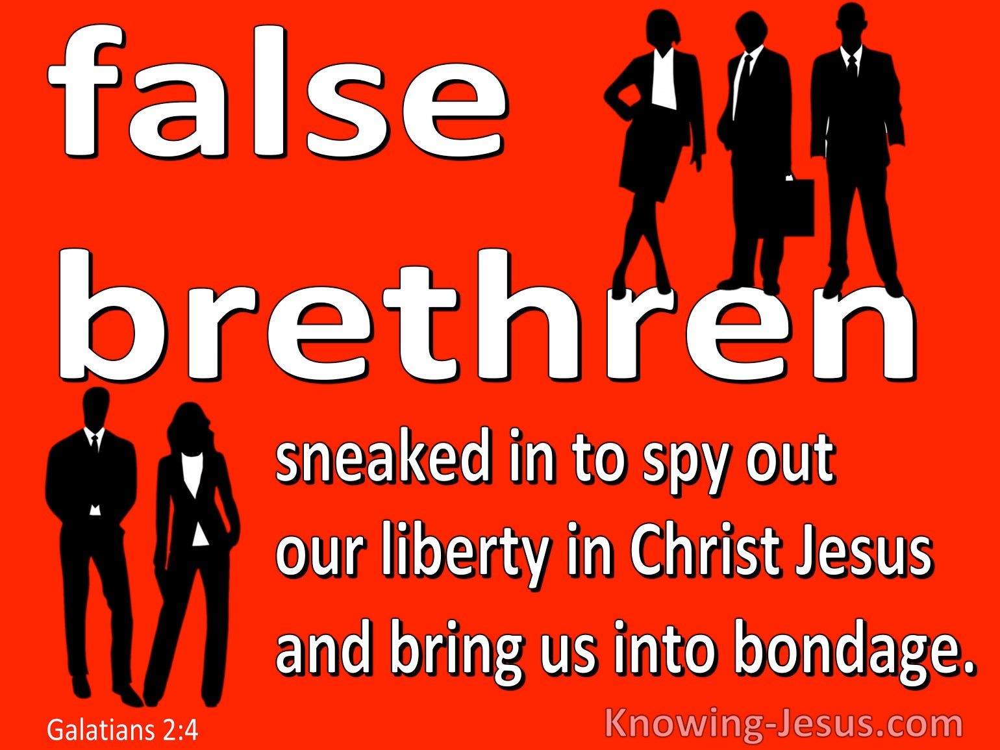 false
brethren
sneaked in to spy out
our liberty in Christ Jesus
and bring us into bondage.
Galatians 2:4
Knowing-Jesus.com